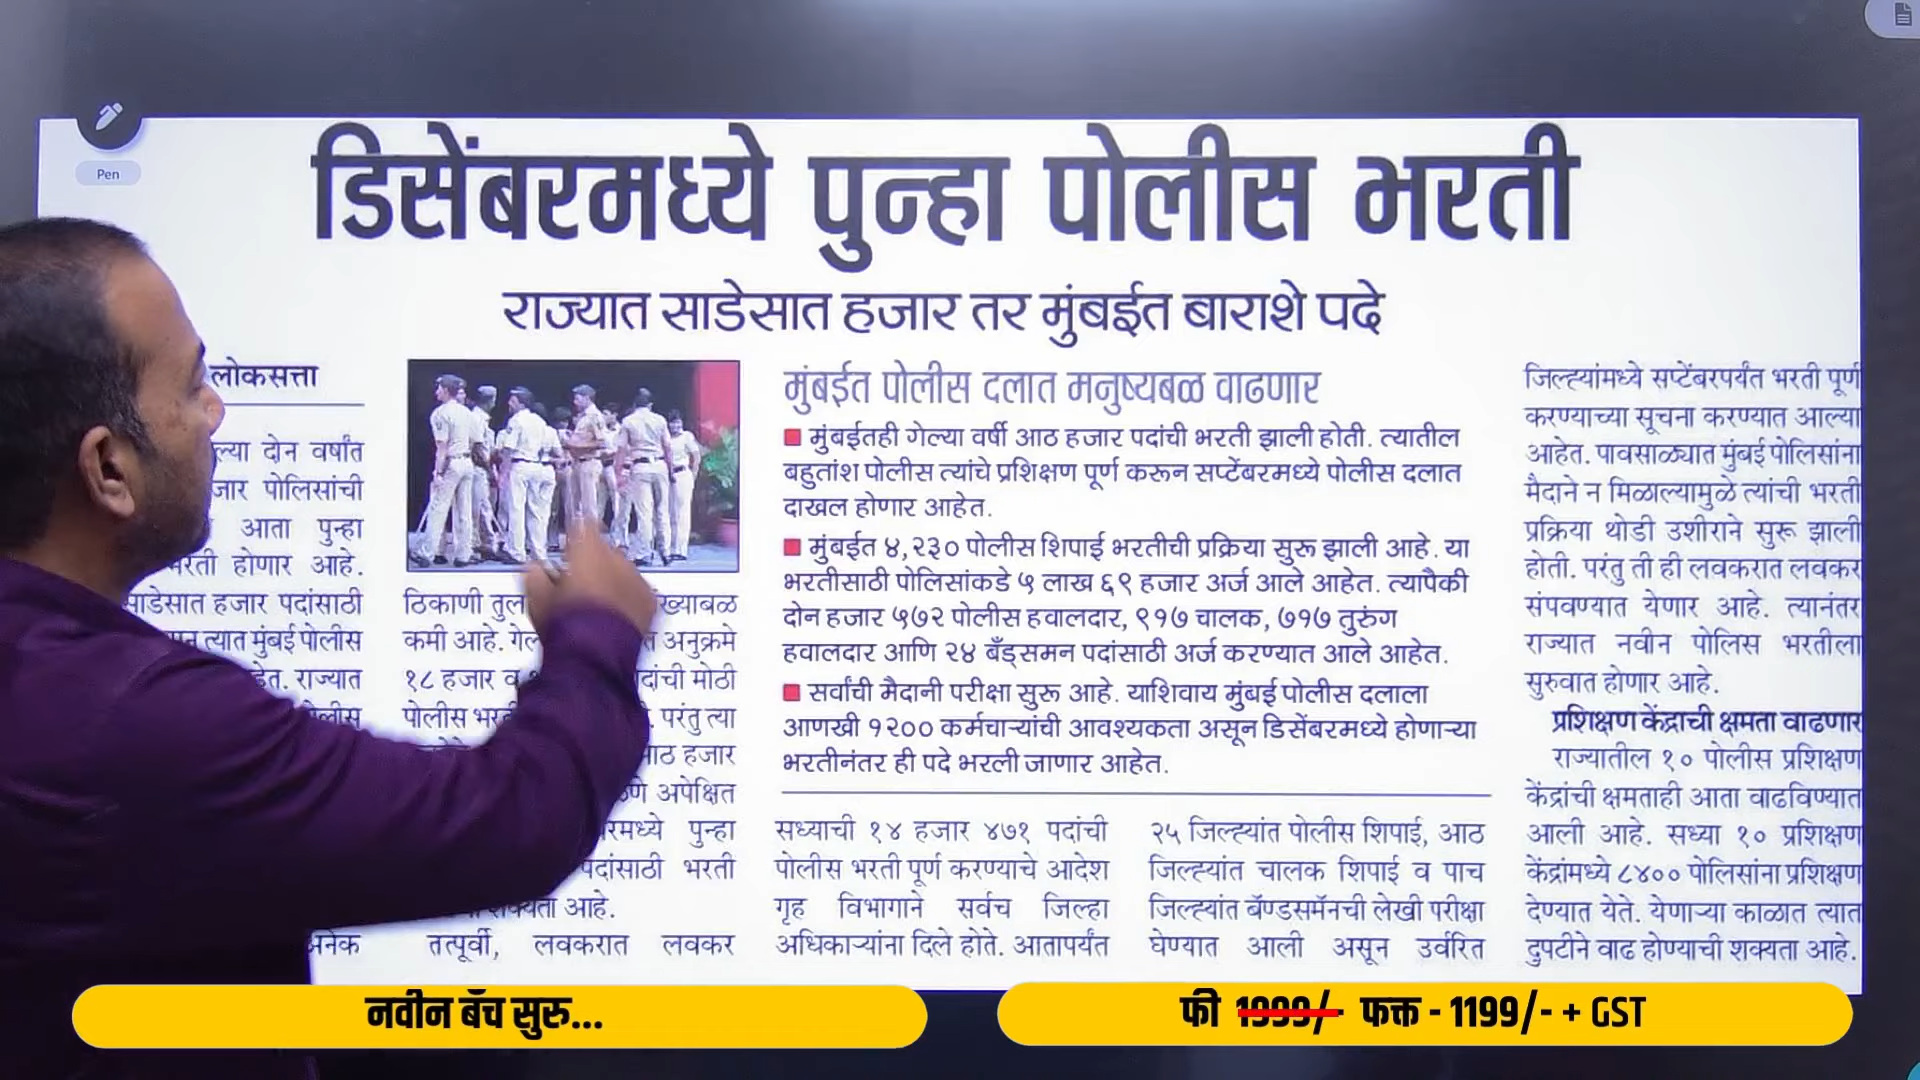 Pen
डिसेंबरमध्ये पुन्हा पोलीस भरती
राज्यात साडेसात हजार तर मुंबईत बाराशे पदे
लोकसत्ता
दोन वर्षांत
पोलिसांची
आता पुन्हा
होणार आहे.
साडेसात हजार पदांसाठी
त्यात मुंबई पोलीस
राज्यात
पोलीस
अनेक
ठिकाणी
कमी आहे. अनुक्रमे
१८ हजार व मोठी
पोलीस परंतु त्या
हजार
अपेक्षित
पुन्हा
पदांसाठी भरती
आहे.
तत्पूर्वी, लवकरात लवकर
मुंबईत पोलीस दलात मनुष्यबळ वाढणार
मुंबईतही गेल्या वर्षी आठ हजार पदांची भरती झाली होती. त्यातील
बहुतांश पोलीस त्यांचे प्रशिक्षण पूर्ण करून सप्टेंबरमध्ये पोलीस दलात
दाखल होणार आहेत.
मुंबईत ४,२३० पोलीस शिपाई भरतीची प्रक्रिया सुरू झाली आहे. या
भरतीसाठी पोलिसांकडे ५ लाख ६९ हजार अर्ज आले आहेत. त्यापैकी
दोन हजार ५७२ पोलीस हवालदार, ९१७ चालक, ७१७ तुरुंग
हवालदार आणि २४ बँड्समन पदांसाठी अर्ज करण्यात आले आहेत.
सर्वांची मैदानी परीक्षा सुरू आहे. याशिवाय मुंबई पोलीस दलाला
आणखी १२०० कर्मचाऱ्यांची आवश्यकता असून डिसेंबरमध्ये होणाऱ्या
भरतीनंतर ही पदे भरली जाणार आहेत.
सध्याची १४ हजार ४७१ पदांची
पोलीस भरती पूर्ण करण्याचे आदेश
गृह विभागाने सर्वच जिल्हा
अधिकाऱ्यांना दिले होते. आतापर्यंत
२५ जिल्ह्यांत पोलीस शिपाई, आठ
जिल्ह्यांत चालक शिपाई व पाच
जिल्ह्यांत बॅण्डसमॅनची लेखी परीक्षा
घेण्यात आली असून उर्वरित
जिल्ह्यांमध्ये सप्टेंबरपर्यंत भरती पूर्ण
करण्याच्या सूचना करण्यात आल्या
आहेत. पावसाळ्यात मुंबई पोलिसांना
मैदाने न मिळाल्यामुळे त्यांची भरती
प्रक्रिया थोडी उशीराने सुरू झाली
होती. परंतु ती ही लवकरात लवकर
संपवण्यात येणार आहे. त्यानंतर
राज्यात नवीन पोलिस भरतीला
सुरुवात होणार आहे.
प्रशिक्षण केंद्राची क्षमता वाढणार
राज्यातील १० पोलीस प्रशिक्षण
केंद्रांची क्षमताही आता वाढविण्यात
आली आहे. सध्या १० प्रशिक्षण
केंद्रांमध्ये ८४०० पोलिसांना प्रशिक्षण
देण्यात येते. येणाऱ्या काळात त्यात
दुपटीने वाढ होण्याची शक्यता आहे.
नवीन बॅच सुरु...
फी 1999/- फक्त - 1199/- + GST